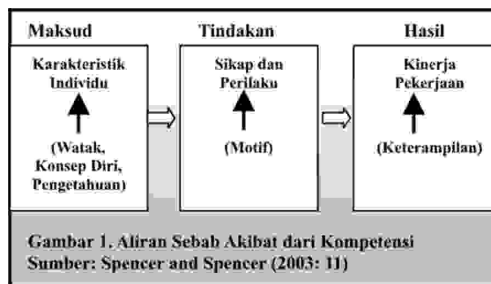 Maksud
Tindakan
Hasil
Karakteristik
Individu
(Watak,
Konsep Diri,
Pengetahuan)
Sikap dan
Perilaku
(Motif)
Kinerja
Pekerjaan
(Keterampilan)
Gambar 1. Aliran Sebab Akibat dari Kompetensi
Sumber: Spencer and Spencer (2003: 11)